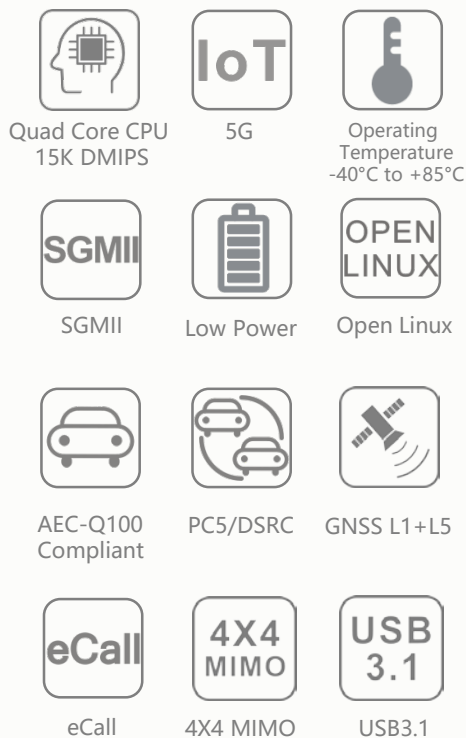 IoT
Quad Core CPU
15K DMIPS
5G
Operating
Temperature
-40°C to +85°C
SGMII
OPEN
LINUX
SGMII
Low Power
Open Linux
AEC-Q100
Compliant
PC5/DSRC
GNSS L1+L5
eCall
4X4
MIMO
USB
3.1
eCall
4X4 MIMO
USB3.1